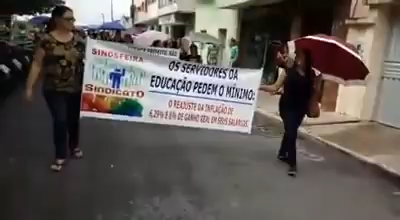 SINDSFEIRA
SINDICATO
OS SERVIDORES DA
EDUCAÇÃO PEDEM O MÍNIMO:
O REAJUSTE DA INFLAÇÃO DE
6,29% E 6% DE GANHO REAL EM SEUS SALÁRIOS.